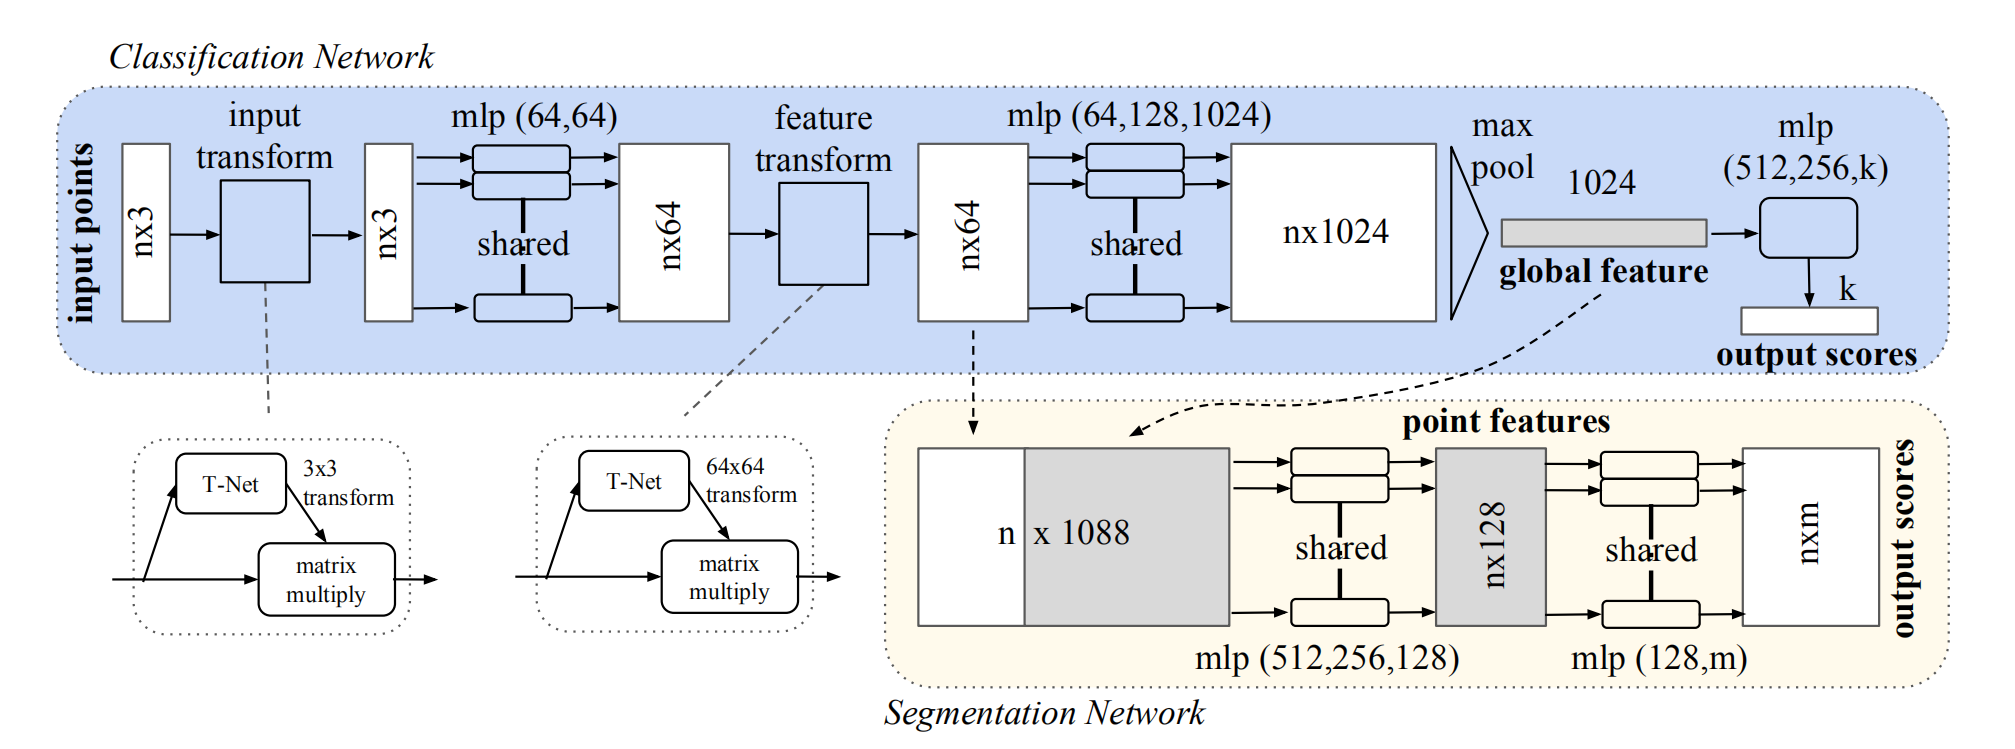 Classification Network
input points
nx3
input
transform
nx3
mlp (64,64)
shared
nx64
feature
transform
nx64
mlp (64,128,1024)
shared
nx1024
max
pool
1024
global feature
mlp
(512,256,k)
k
output scores
T-Net
3x3
transform
matrix
multiply
T-Net
64x64
transform
matrix
multiply
point features
n x 1088
shared
mlp (512,256,128)
nx128
shared
mlp (128,m)
nxm
output scores
Segmentation Network